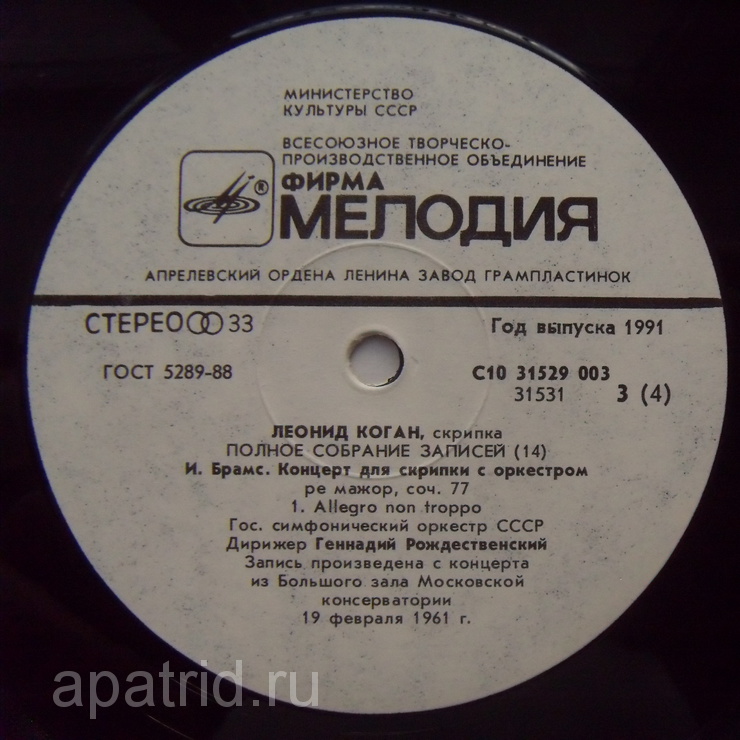 МИНИСТЕРСТВО
КУЛЬТУРЫ СССР
ВСЕСОЮЗНОЕ ТВОРЧЕСКО-
ПРОИЗВОДСТВЕННОЕ ОБЪЕДИНЕНИЕ
® ФИРМА
МЕЛОДИЯ
АПРЕЛЕВСКИЙ ОРДЕНА ЛЕНИНА ЗАВОД ГРАМПЛАСТИНОК
СТЕРЕО 33
Год выпуска 1991
ГОСТ 5289-88
С10 31529 003
31531 3 (4)
ЛЕОНИД КОГАН, скрипка
ПОЛНОЕ СОБРАНИЕ ЗАПИСЕЙ (14)
И. Брамс. Концерт для скрипки с оркестром
ре мажор, соч. 77
1. Allegro non troppo
Гос. симфонический оркестр СССР
Дирижер Геннадий Рождественский
Запись произведена с концерта
из Большого зала Московской
консерватории
19 февраля 1961 г.
apatrid.ru